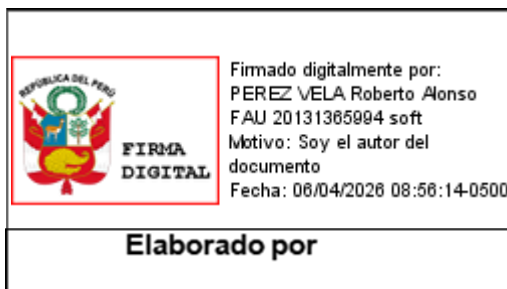 REPÚBLICA DEL PERÚ
FIRMA
DIGITAL
Firmado digitalmente por:
PEREZ VELA Roberto Alonso
FAU 20131365994 soft
Motivo: Soy el autor del
documento
Fecha: 06/04/2026 08:56:14-0500
Elaborado por